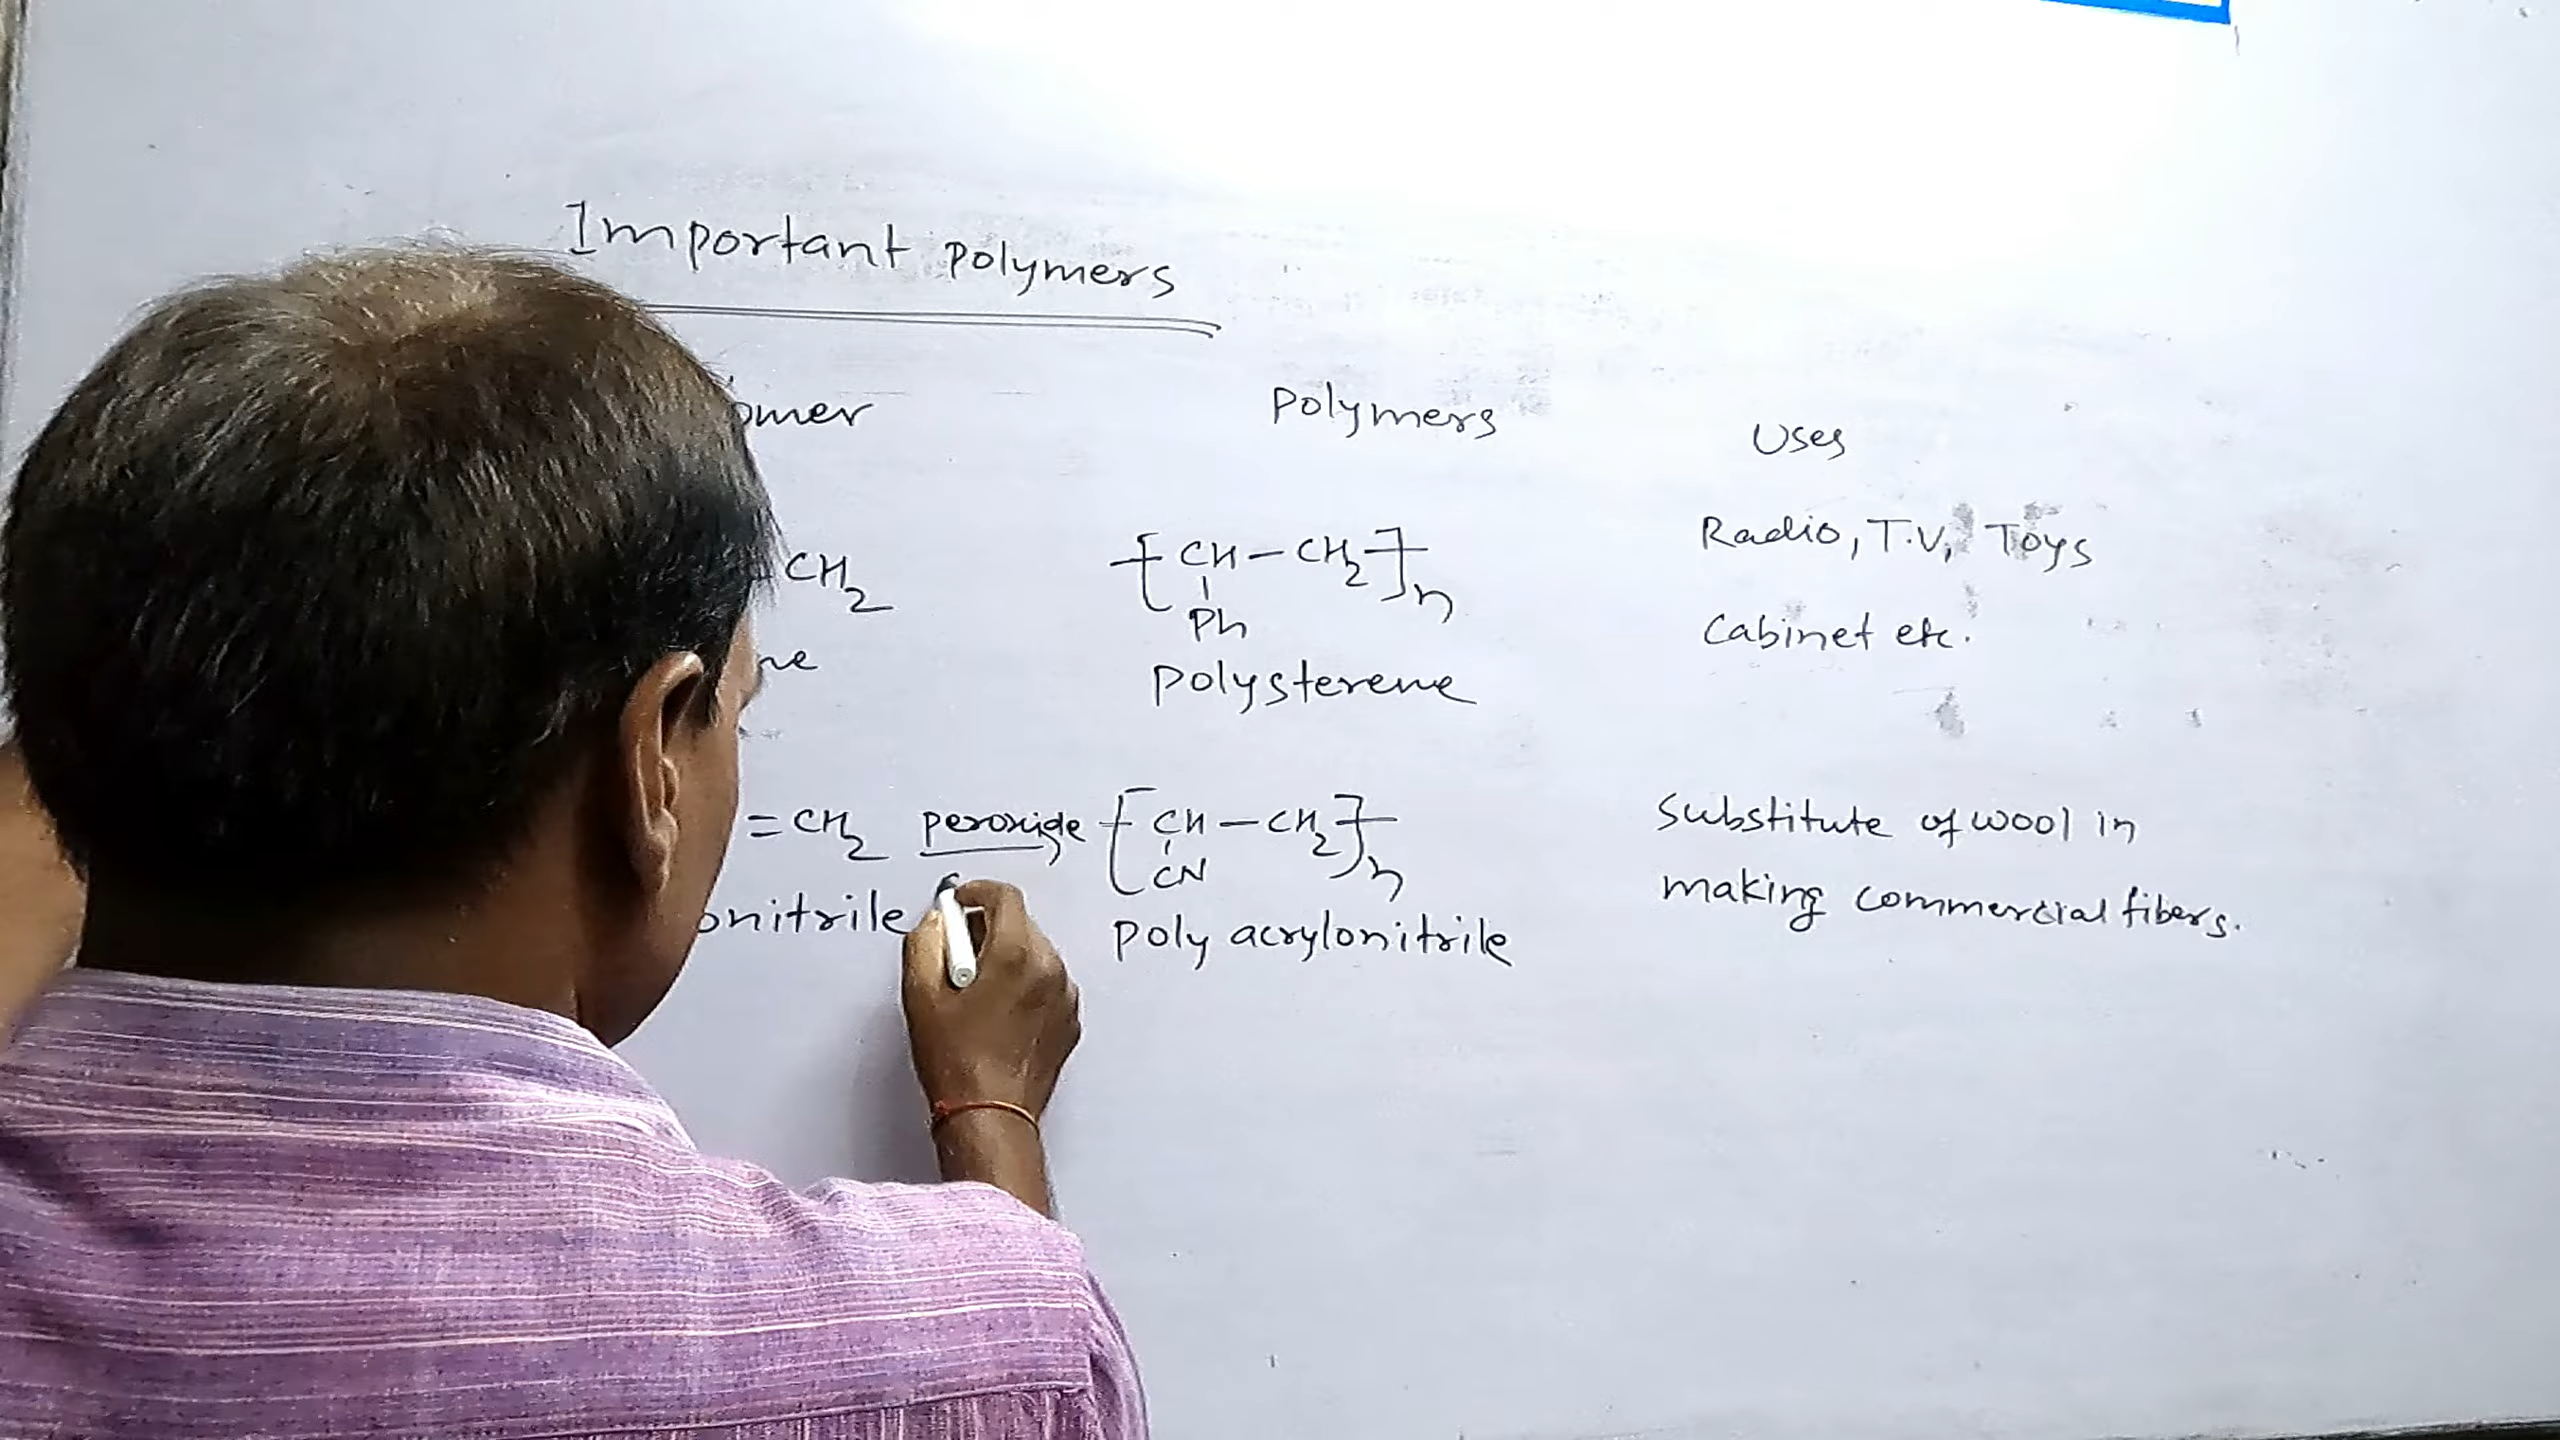 Important polymers
omer polymers Uses
CH2 [CH-CH2]n Radio, T.V, Toys
Ph Cabinet etc.
ne polysterene
=CH2 peroxide [CH-CH2]n Substitute of wool in
CN making commercial fibers.
onitrile poly acrylonitrile